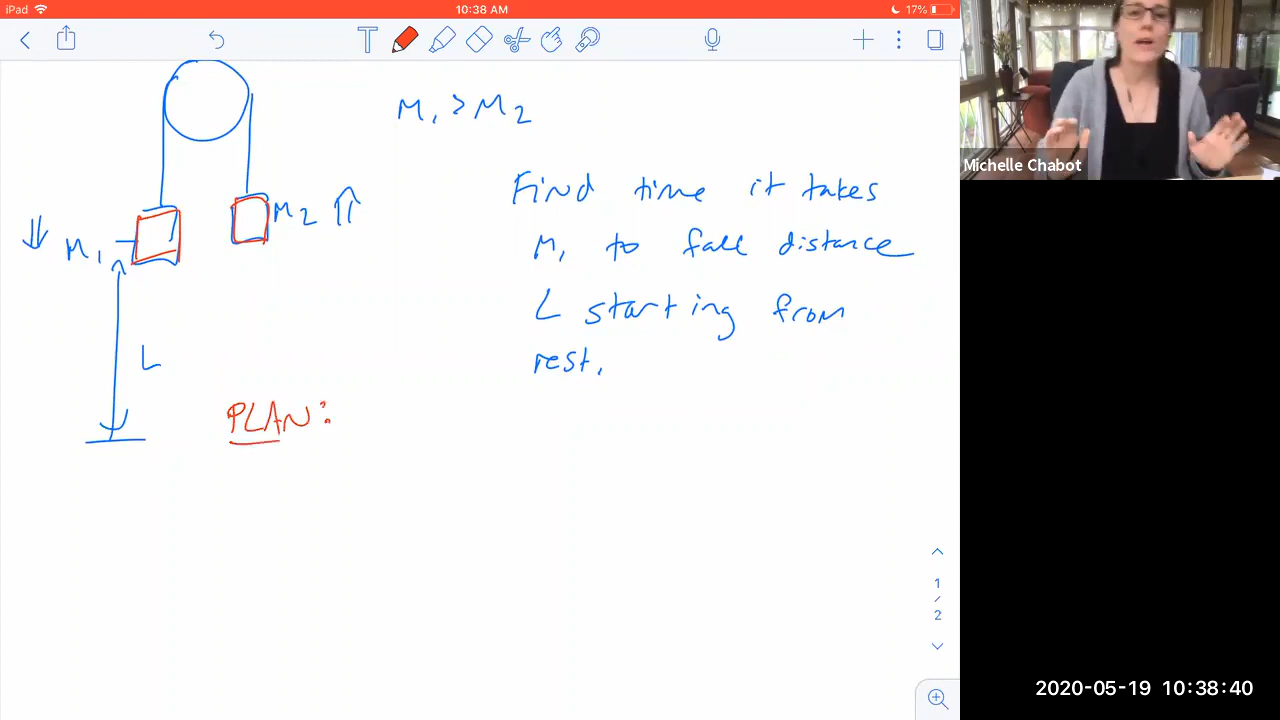 iPad
10:38 AM
17%
T
M1 > M2
Find time it takes
M1 to fall distance
L starting from
rest.
M1
M2
L
PLAN:
1
/
2
Michelle Chabot
2020-05-19 10:38:40